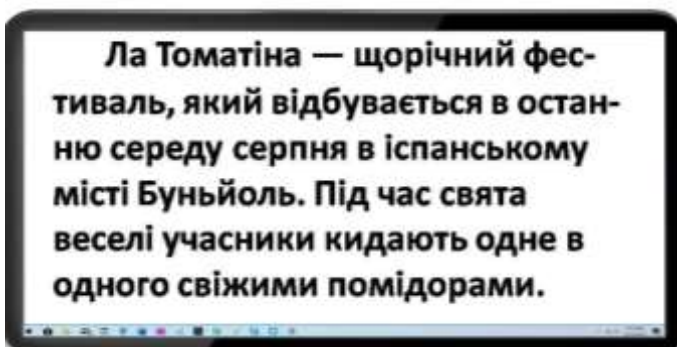 Ла Томатіна — щорічний фес-
тиваль, який відбувається в остан-
ню середу серпня в іспанському
місті Буньйоль. Під час свята
веселі учасники кидають одне в
одного свіжими помідорами.